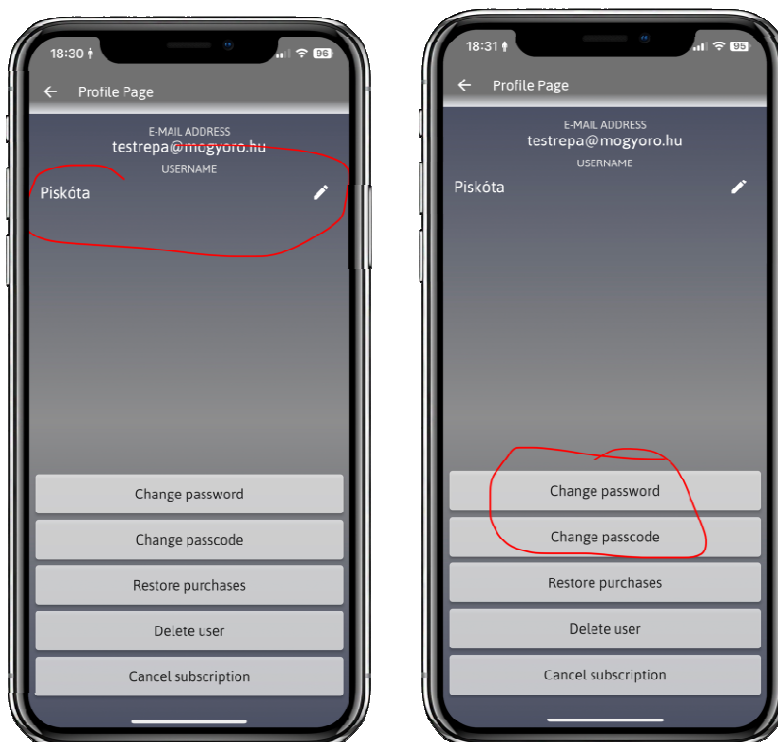 18:30
96
Profile Page
E-MAIL ADDRESS
testrepa@mogyoro.hu
USERNAME
Piskóta
Change password
Change passcode
Restore purchases
Delete user
Cancel subscription
18:31
95
Profile Page
E-MAIL ADDRESS
testrepa@mogyoro.hu
USERNAME
Piskóta
Change password
Change passcode
Restore purchases
Delete user
Cancel subscription